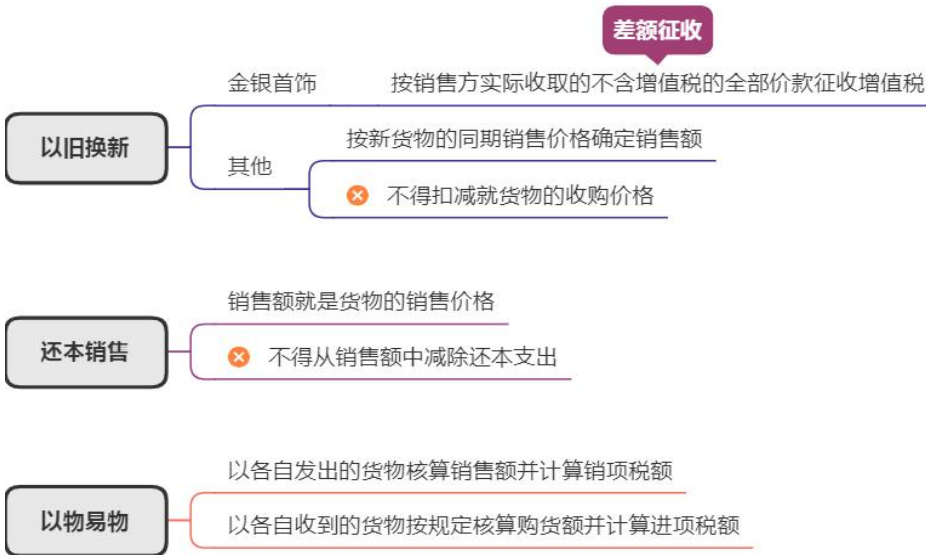 差额征收
金银首饰
按销售方实际收取的不含增值税的全部价款征收增值税
以旧换新
其他
按新货物的同期销售价格确定销售额
不得扣减就货物的收购价格
还本销售
销售额就是货物的销售价格
不得从销售额中减除还本支出
以物易物
以各自发出的货物核算销售额并计算销项税额
以各自收到的货物按规定核算购货额并计算进项税额